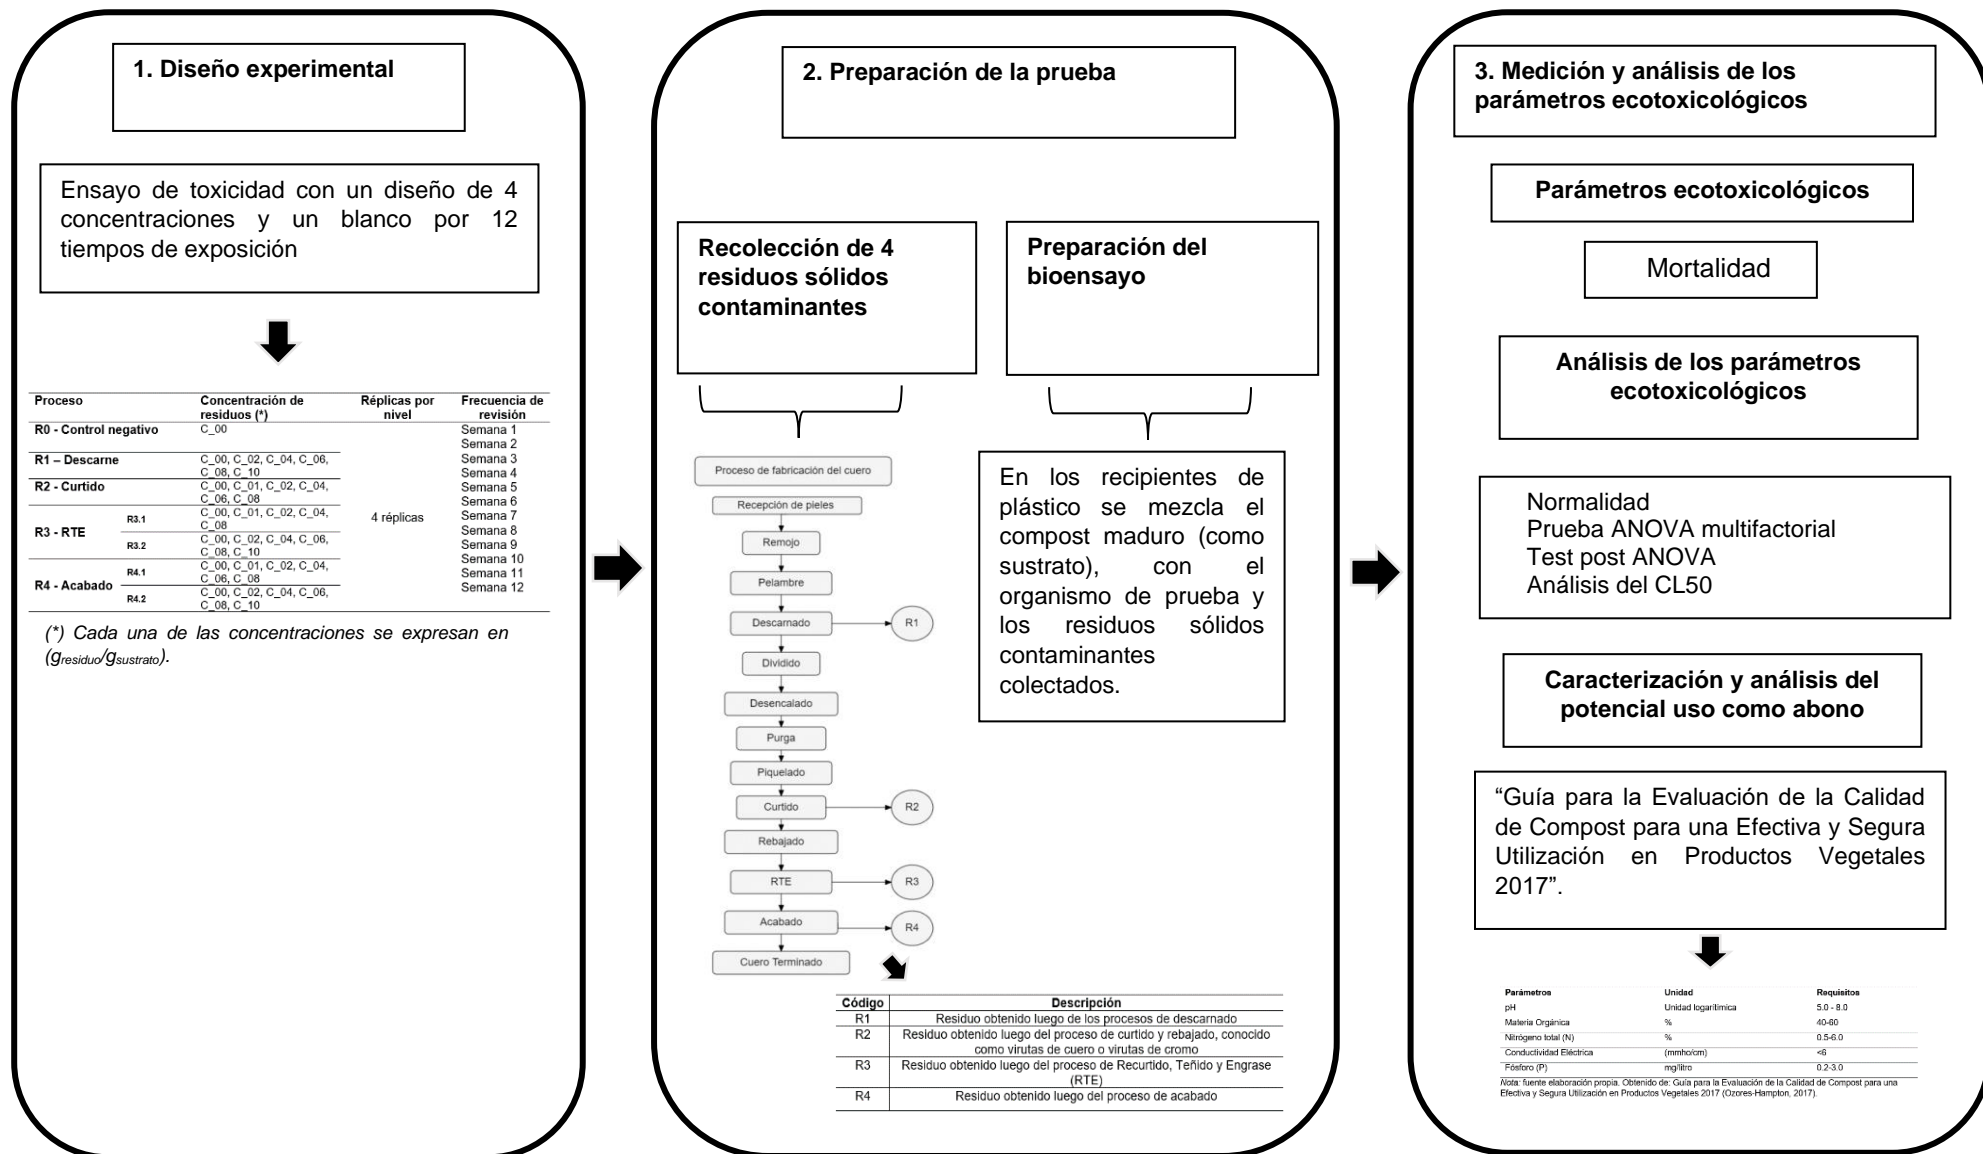 1. Diseño experimental
Ensayo de toxicidad con un diseño de 4
concentraciones y un blanco por 12
tiempos de exposición
Proceso Concentración de residuos (*) Réplicas por nivel Frecuencia de revisión
R0 - Control negativo C_00
R1 – Descarne C_00, C_02, C_04, C_06,
C_08, C_10
R2 - Curtido C_00, C_01, C_02, C_04,
C_06, C_08
R3 - RTE
R3.1 C_00, C_01, C_02, C_04,
C_08
R3.2 C_00, C_02, C_04, C_06,
C_08, C_10
R4 - Acabado
R4.1 C_00, C_01, C_02, C_04,
C_06, C_08
R4.2 C_00, C_02, C_04, C_06,
C_08, C_10
4 réplicas
Semana 1
Semana 2
Semana 3
Semana 4
Semana 5
Semana 6
Semana 7
Semana 8
Semana 9
Semana 10
Semana 11
Semana 12
(*) Cada una de las concentraciones se expresan en
(gresiduo/gsustrato).
2. Preparación de la prueba
Recolección de 4
residuos sólidos
contaminantes
Proceso de fabricación del cuero
Recepción de pieles
Remojo
Pelambre
Descarnado R1
Dividido
Desencalado
Purga
Piquelado
Curtido R2
Rebajado
RTE R3
Acabado R4
Cuero Terminado
Preparación del
bioensayo
En los recipientes de
plástico se mezcla el
compost maduro (como
sustrato), con el
organismo de prueba y
los residuos sólidos
contaminantes
colectados.
Código Descripción
R1 Residuo obtenido luego de los procesos de descarnado
R2 Residuo obtenido luego del proceso de curtido y rebajado, conocido
como virutas de cuero o virutas de cromo
R3 Residuo obtenido luego del proceso de Recurtido, Teñido y Engrase
(RTE)
R4 Residuo obtenido luego del proceso de acabado
3. Medición y análisis de los
parámetros ecotoxicológicos
Parámetros ecotoxicológicos
Mortalidad
Análisis de los parámetros
ecotoxicológicos
Normalidad
Prueba ANOVA multifactorial
Test post ANOVA
Análisis del CL50
Caracterización y análisis del
potencial uso como abono
“Guía para la Evaluación de la Calidad
de Compost para una Efectiva y Segura
Utilización en Productos Vegetales
2017”.
Parámetros Unidad Requisitos
pH Unidad logarítimica 5.0 - 8.0
Materia Orgánica % 40-60
Nitrógeno total (N) % 0.5-6.0
Conductividad Eléctrica (mmho/cm) <6
Fósforo (P) mg/litro 0.2-3.0
Nota: fuente elaboración propia. Obtenido de: Guía para la Evaluación de la Calidad de Compost para una
Efectiva y Segura Utilización en Productos Vegetales 2017 (Ozores-Hampton, 2017).